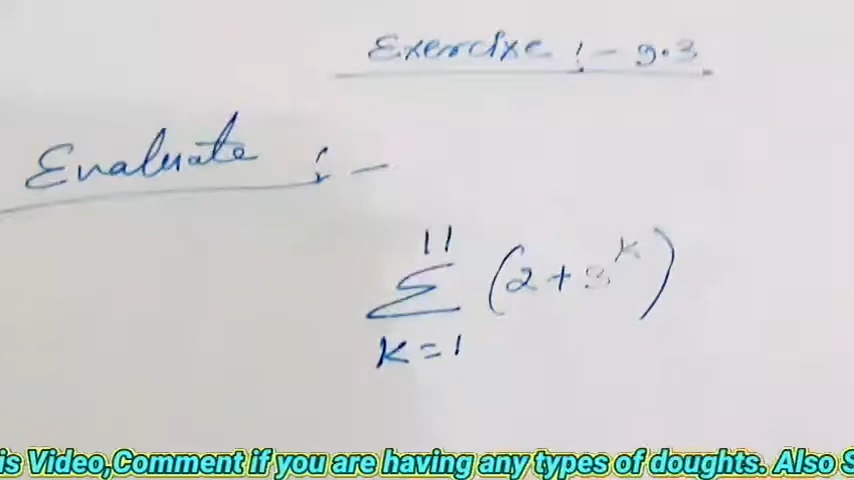 Exercixe :- 9.3
Evaluate :-
11
Σ (2+3^k)
K=1
is Video,Comment if you are having any types of doughts. Also S